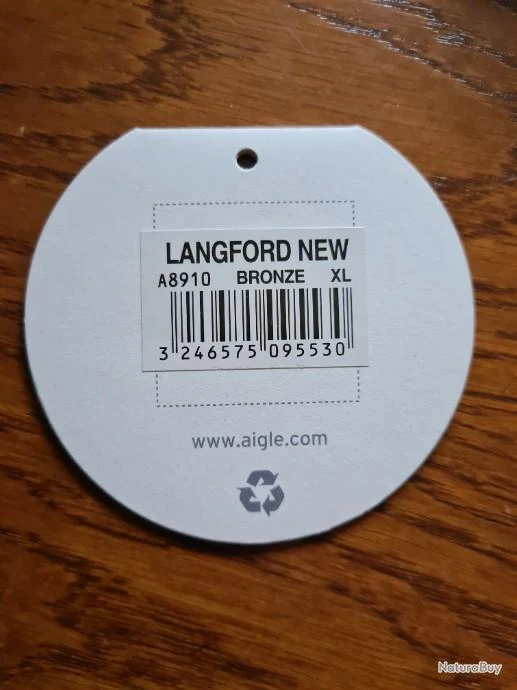 LANGFORD NEW
A8910 BRONZE XL
3 246575 095530
www.aigle.com
NaturaBuy